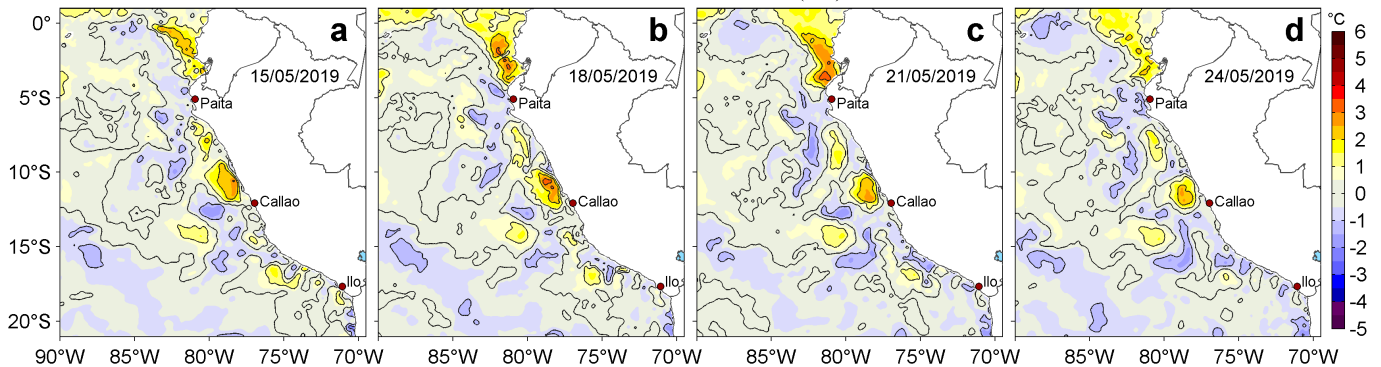 a
b
c
d
°C
0°
5°S
10°S
15°S
20°S
15/05/2019
18/05/2019
21/05/2019
24/05/2019
Paita
Paita
Paita
Paita
Callao
Callao
Callao
Callao
Ilo
Ilo
Ilo
Ilo
90°W 85°W 80°W 75°W 70°W
85°W 80°W 75°W 70°W
85°W 80°W 75°W 70°W
85°W 80°W 75°W 70°W
6
5
4
3
2
1
0
-1
-2
-3
-4
-5